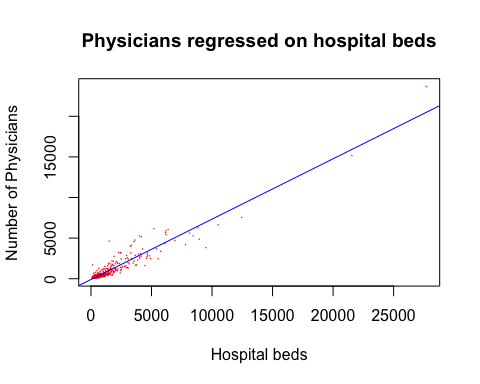 Physicians regressed on hospital beds
Number of Physicians
15000
5000
0
0 5000 10000 15000 20000 25000
Hospital beds